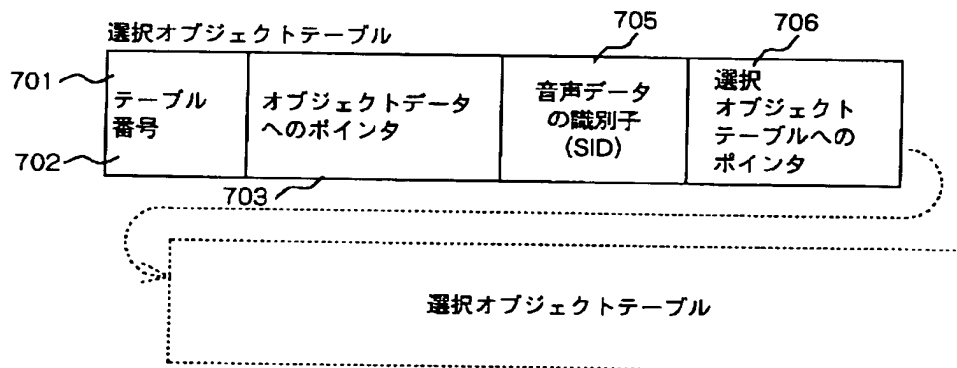 選択オブジェクトテーブル
705
706
701
テーブル
番号
702
オブジェクトデータ
へのポインタ
703
音声データ
の識別子
(SID)
選択
オブジェクト
テーブルへの
ポインタ
選択オブジェクトテーブル